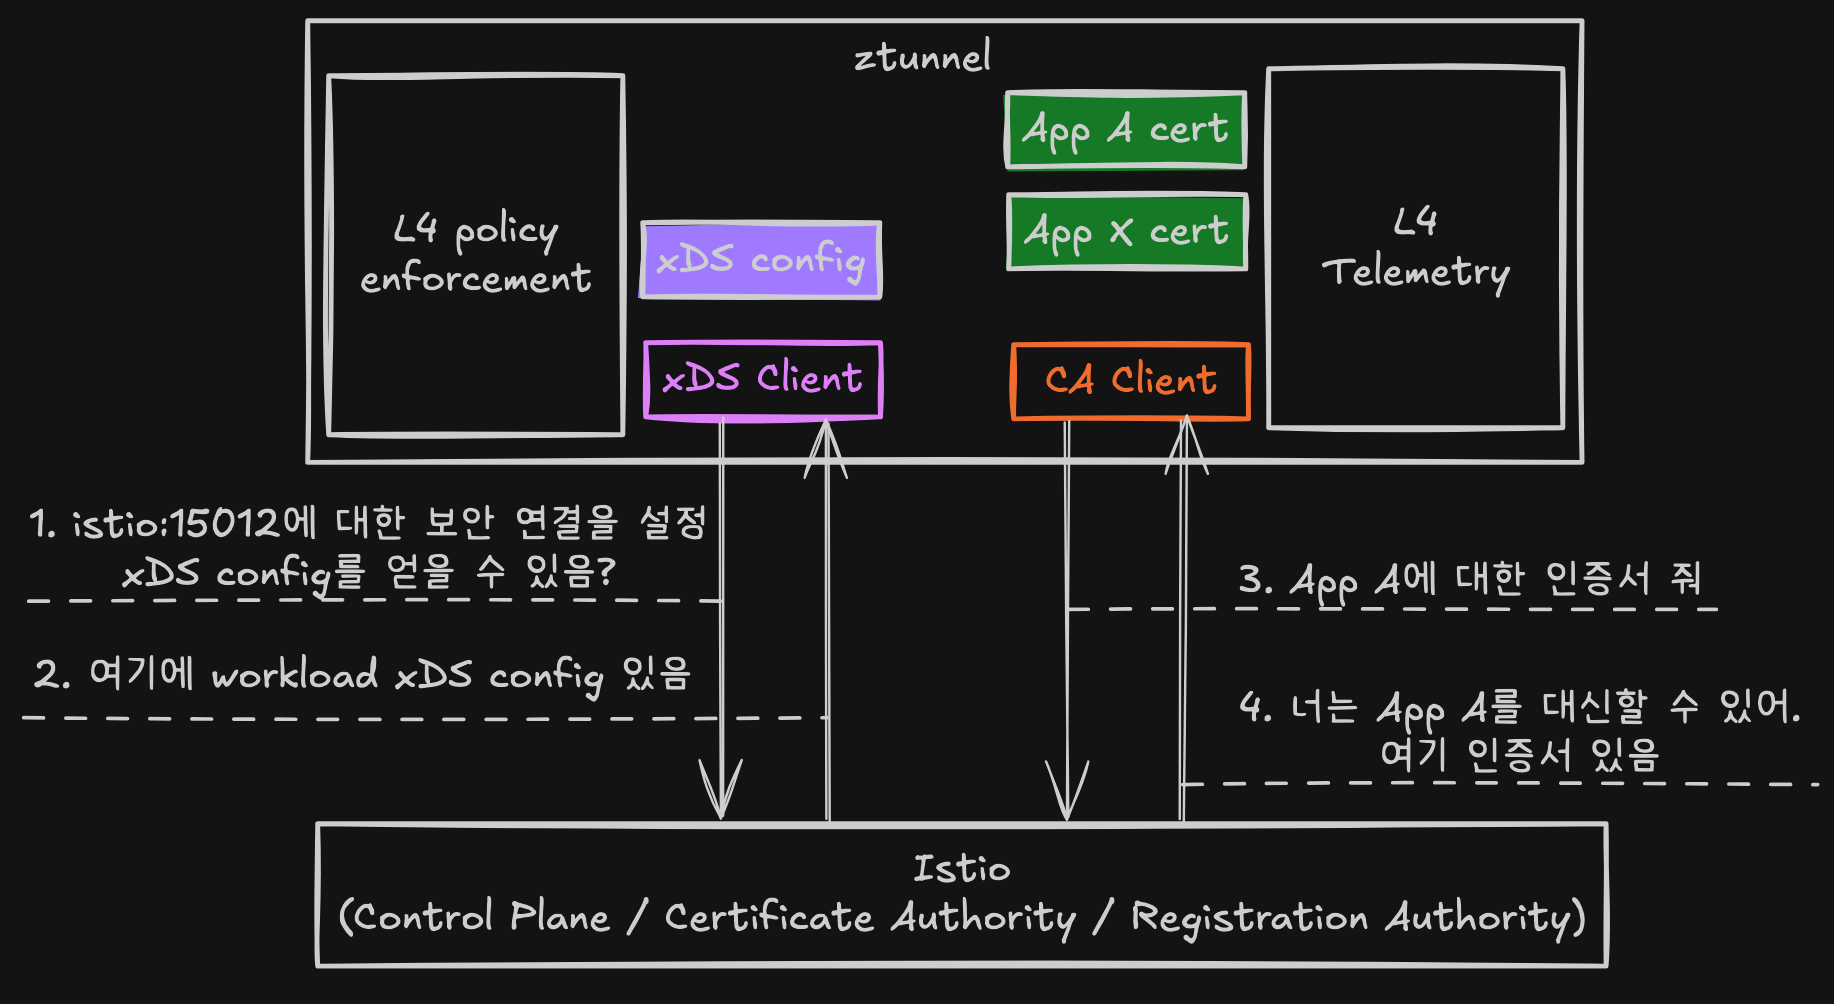 ztunnel
L4 policy
enforcement
xDS config
xDS Client
App A cert
App X cert
CA Client
L4
Telemetry
1. istio:15012에 대한 보안 연결을 설정
xDS config를 얻을 수 있음?
2. 여기에 workload xDS config 있음
3. App A에 대한 인증서 줘
4. 너는 App A를 대신할 수 있어.
여기 인증서 있음
Istio
(Control Plane / Certificate Authority / Registration Authority)